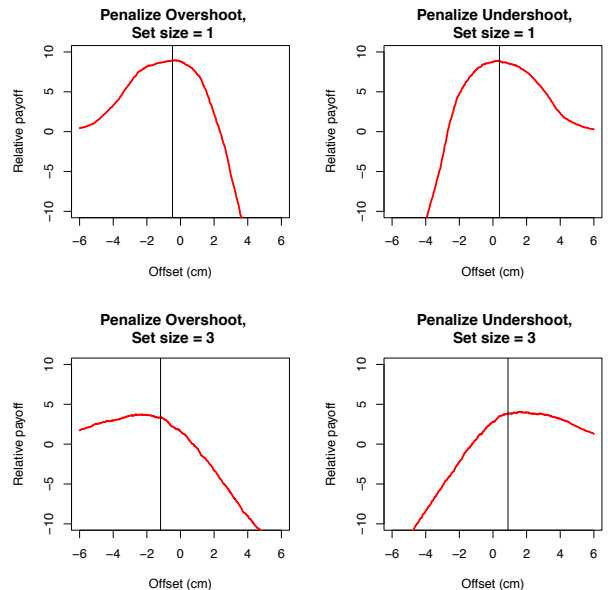 Penalize Overshoot,
Set size = 1
Relative payoff
10
5
0
−5
−10
−6 −4 −2 0 2 4 6
Offset (cm)
Penalize Undershoot,
Set size = 1
Relative payoff
10
5
0
−5
−10
−6 −4 −2 0 2 4 6
Offset (cm)
Penalize Overshoot,
Set size = 3
Relative payoff
10
5
0
−5
−10
−6 −4 −2 0 2 4 6
Offset (cm)
Penalize Undershoot,
Set size = 3
Relative payoff
10
5
0
−5
−10
−6 −4 −2 0 2 4 6
Offset (cm)